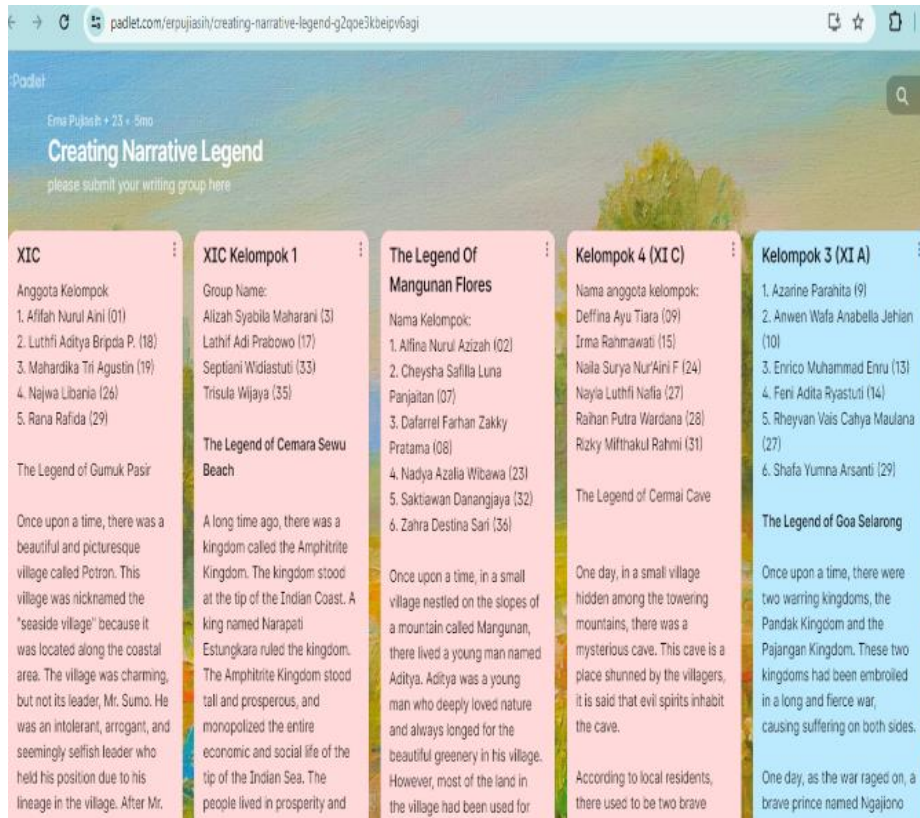 padlet.com/erpujiasih/creating-narrative-legend-g2qoe3kbeipv6agi
:Padlet
Erna Pujiasih + 23 • 5mo
Creating Narrative Legend
please submit your writing group here
XIC
Anggota Kelompok
1. Afifah Nurul Aini (01)
2. Luthfi Aditya Bripda P. (18)
3. Mahardika Tri Agustin (19)
4. Najwa Libania (26)
5. Rana Rafida (29)
The Legend of Gumuk Pasir
Once upon a time, there was a
beautiful and picturesque
village called Potron. This
village was nicknamed the
"seaside village" because it
was located along the coastal
area. The village was charming,
but not its leader, Mr. Sumo. He
was an intolerant, arrogant, and
seemingly selfish leader who
held his position due to his
lineage in the village. After Mr.
XIC Kelompok 1
Group Name:
Alizah Syabila Maharani (3)
Lathif Adi Prabowo (17)
Septiani Widiastuti (33)
Trisula Wijaya (35)
The Legend of Cemara Sewu
Beach
A long time ago, there was a
kingdom called the Amphitrite
Kingdom. The kingdom stood
at the tip of the Indian Coast. A
king named Narapati
Estungkara ruled the kingdom.
The Amphitrite Kingdom stood
tall and prosperous, and
monopolized the entire
economic and social life of the
tip of the Indian Sea. The
people lived in prosperity and
The Legend Of
Mangunan Flores
Nama Kelompok:
1. Alfina Nurul Azizah (02)
2. Cheysha Safilla Luna
Panjaitan (07)
3. Dafarrel Farhan Zakky
Pratama (08)
4. Nadya Azalia Wibawa (23)
5. Saktiawan Danangjaya (32)
6. Zahra Destina Sari (36)
Once upon a time, in a small
village nestled on the slopes of
a mountain called Mangunan,
there lived a young man named
Aditya. Aditya was a young
man who deeply loved nature
and always longed for the
beautiful greenery in his village.
However, most of the land in
the village had been used for
Kelompok 4 (XI C)
Nama anggota kelompok:
Deffina Ayu Tiara (09)
Irma Rahmawati (15)
Naila Surya Nur'Aini F (24)
Nayla Luthfi Nafia (27)
Raihan Putra Wardana (28)
Rizky Mifthakul Rahmi (31)
The Legend of Cermai Cave
One day, in a small village
hidden among the towering
mountains, there was a
mysterious cave. This cave is a
place shunned by the villagers,
it is said that evil spirits inhabit
the cave.
According to local residents,
there used to be two brave
Kelompok 3 (XI A)
1. Azarine Parahita (9)
2. Anwen Wafa Anabella Jehian
(10)
3. Enrico Muhammad Enru (13)
4. Feni Adita Ryastuti (14)
5. Rheyvan Vais Cahya Maulana
(27)
6. Shafa Yumna Arsanti (29)
The Legend of Goa Selarong
Once upon a time, there were
two warring kingdoms, the
Pandak Kingdom and the
Pajangan Kingdom. These two
kingdoms had been embroiled
in a long and fierce war,
causing suffering on both sides.
One day, as the war raged on, a
brave prince named Ngajiono